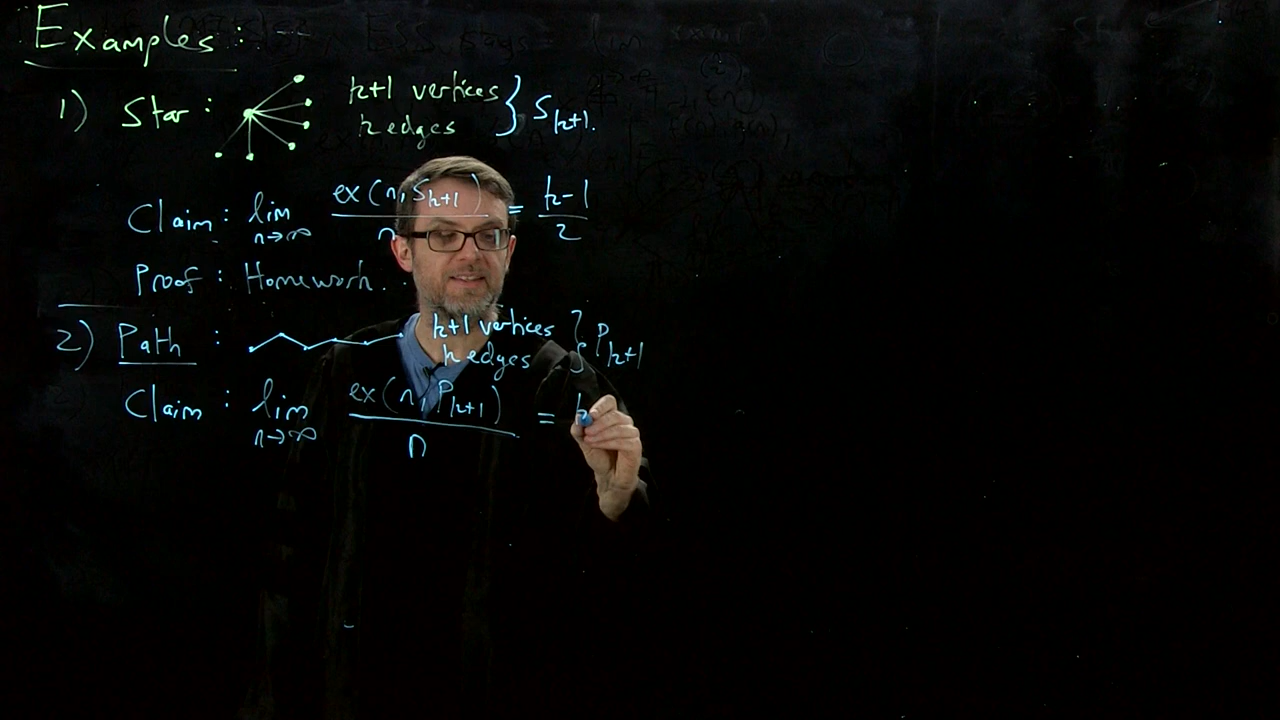 Examples:
1) Star: k+1 vertices
k edges } S_{k+1}.
Claim: lim_{n→∞} ex(n, S_{k+1}) / n = k-1 / 2
Proof: Homework.
2) Path: k+1 vertices
k edges } P_{k+1}
Claim: lim_{n→∞} ex(n, P_{k+1}) / n = k